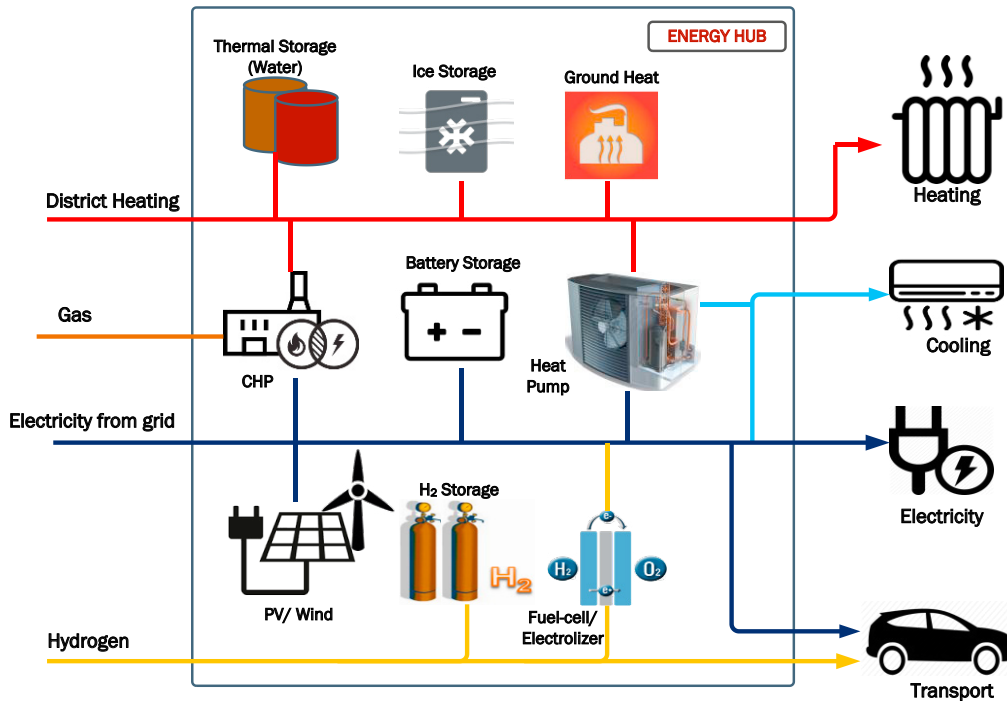 ENERGY HUB
Thermal Storage
(Water)
Ice Storage
Ground Heat
District Heating
Heating
Battery Storage
Gas
CHP
Heat
Pump
Cooling
Electricity from grid
H₂ Storage
Electricity
H₂
e-
H₂
O₂
e-
PV/ Wind
Fuel-cell/
Electrolizer
Hydrogen
Transport